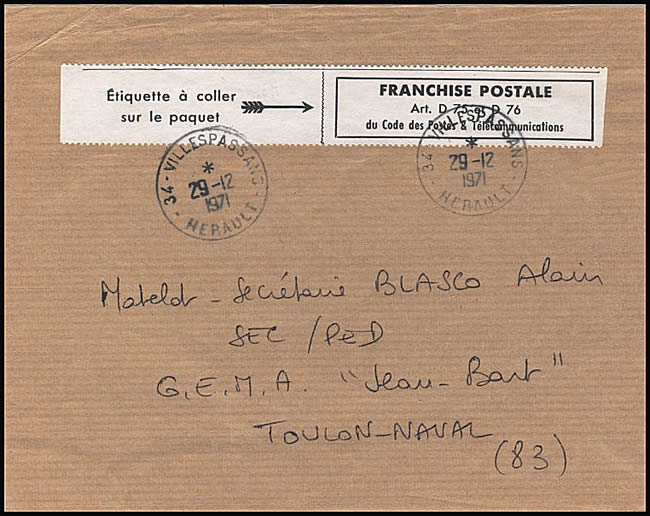 Étiquette à coller
sur le paquet
FRANCHISE POSTALE
Art. D 75 et D 76
du Code des Postes & Télécommunications
34 - VILLESPASSANS
*
29-12
1971
- HERAULT -
34 - VILLESPASSANS
*
29-12
1971
- HERAULT -
Matelot - Secrétaire BLASCO Alain
SEC / PED
G.E.M.A. "Jean-Bart"
TOULON-NAVAL
(83)